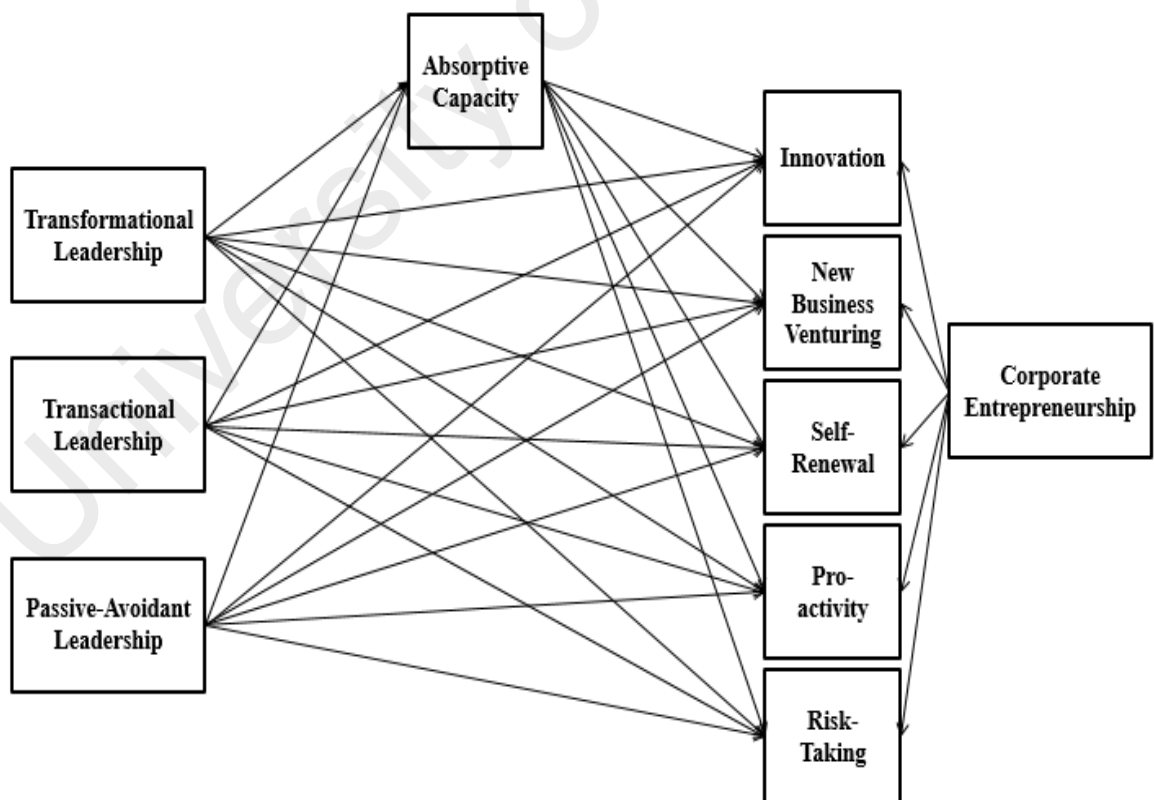 Absorptive
Capacity
Transformational
Leadership
Transactional
Leadership
Passive-Avoidant
Leadership
Innovation
New
Business
Venturing
Self-
Renewal
Pro-
activity
Risk-
Taking
Corporate
Entrepreneurship
University